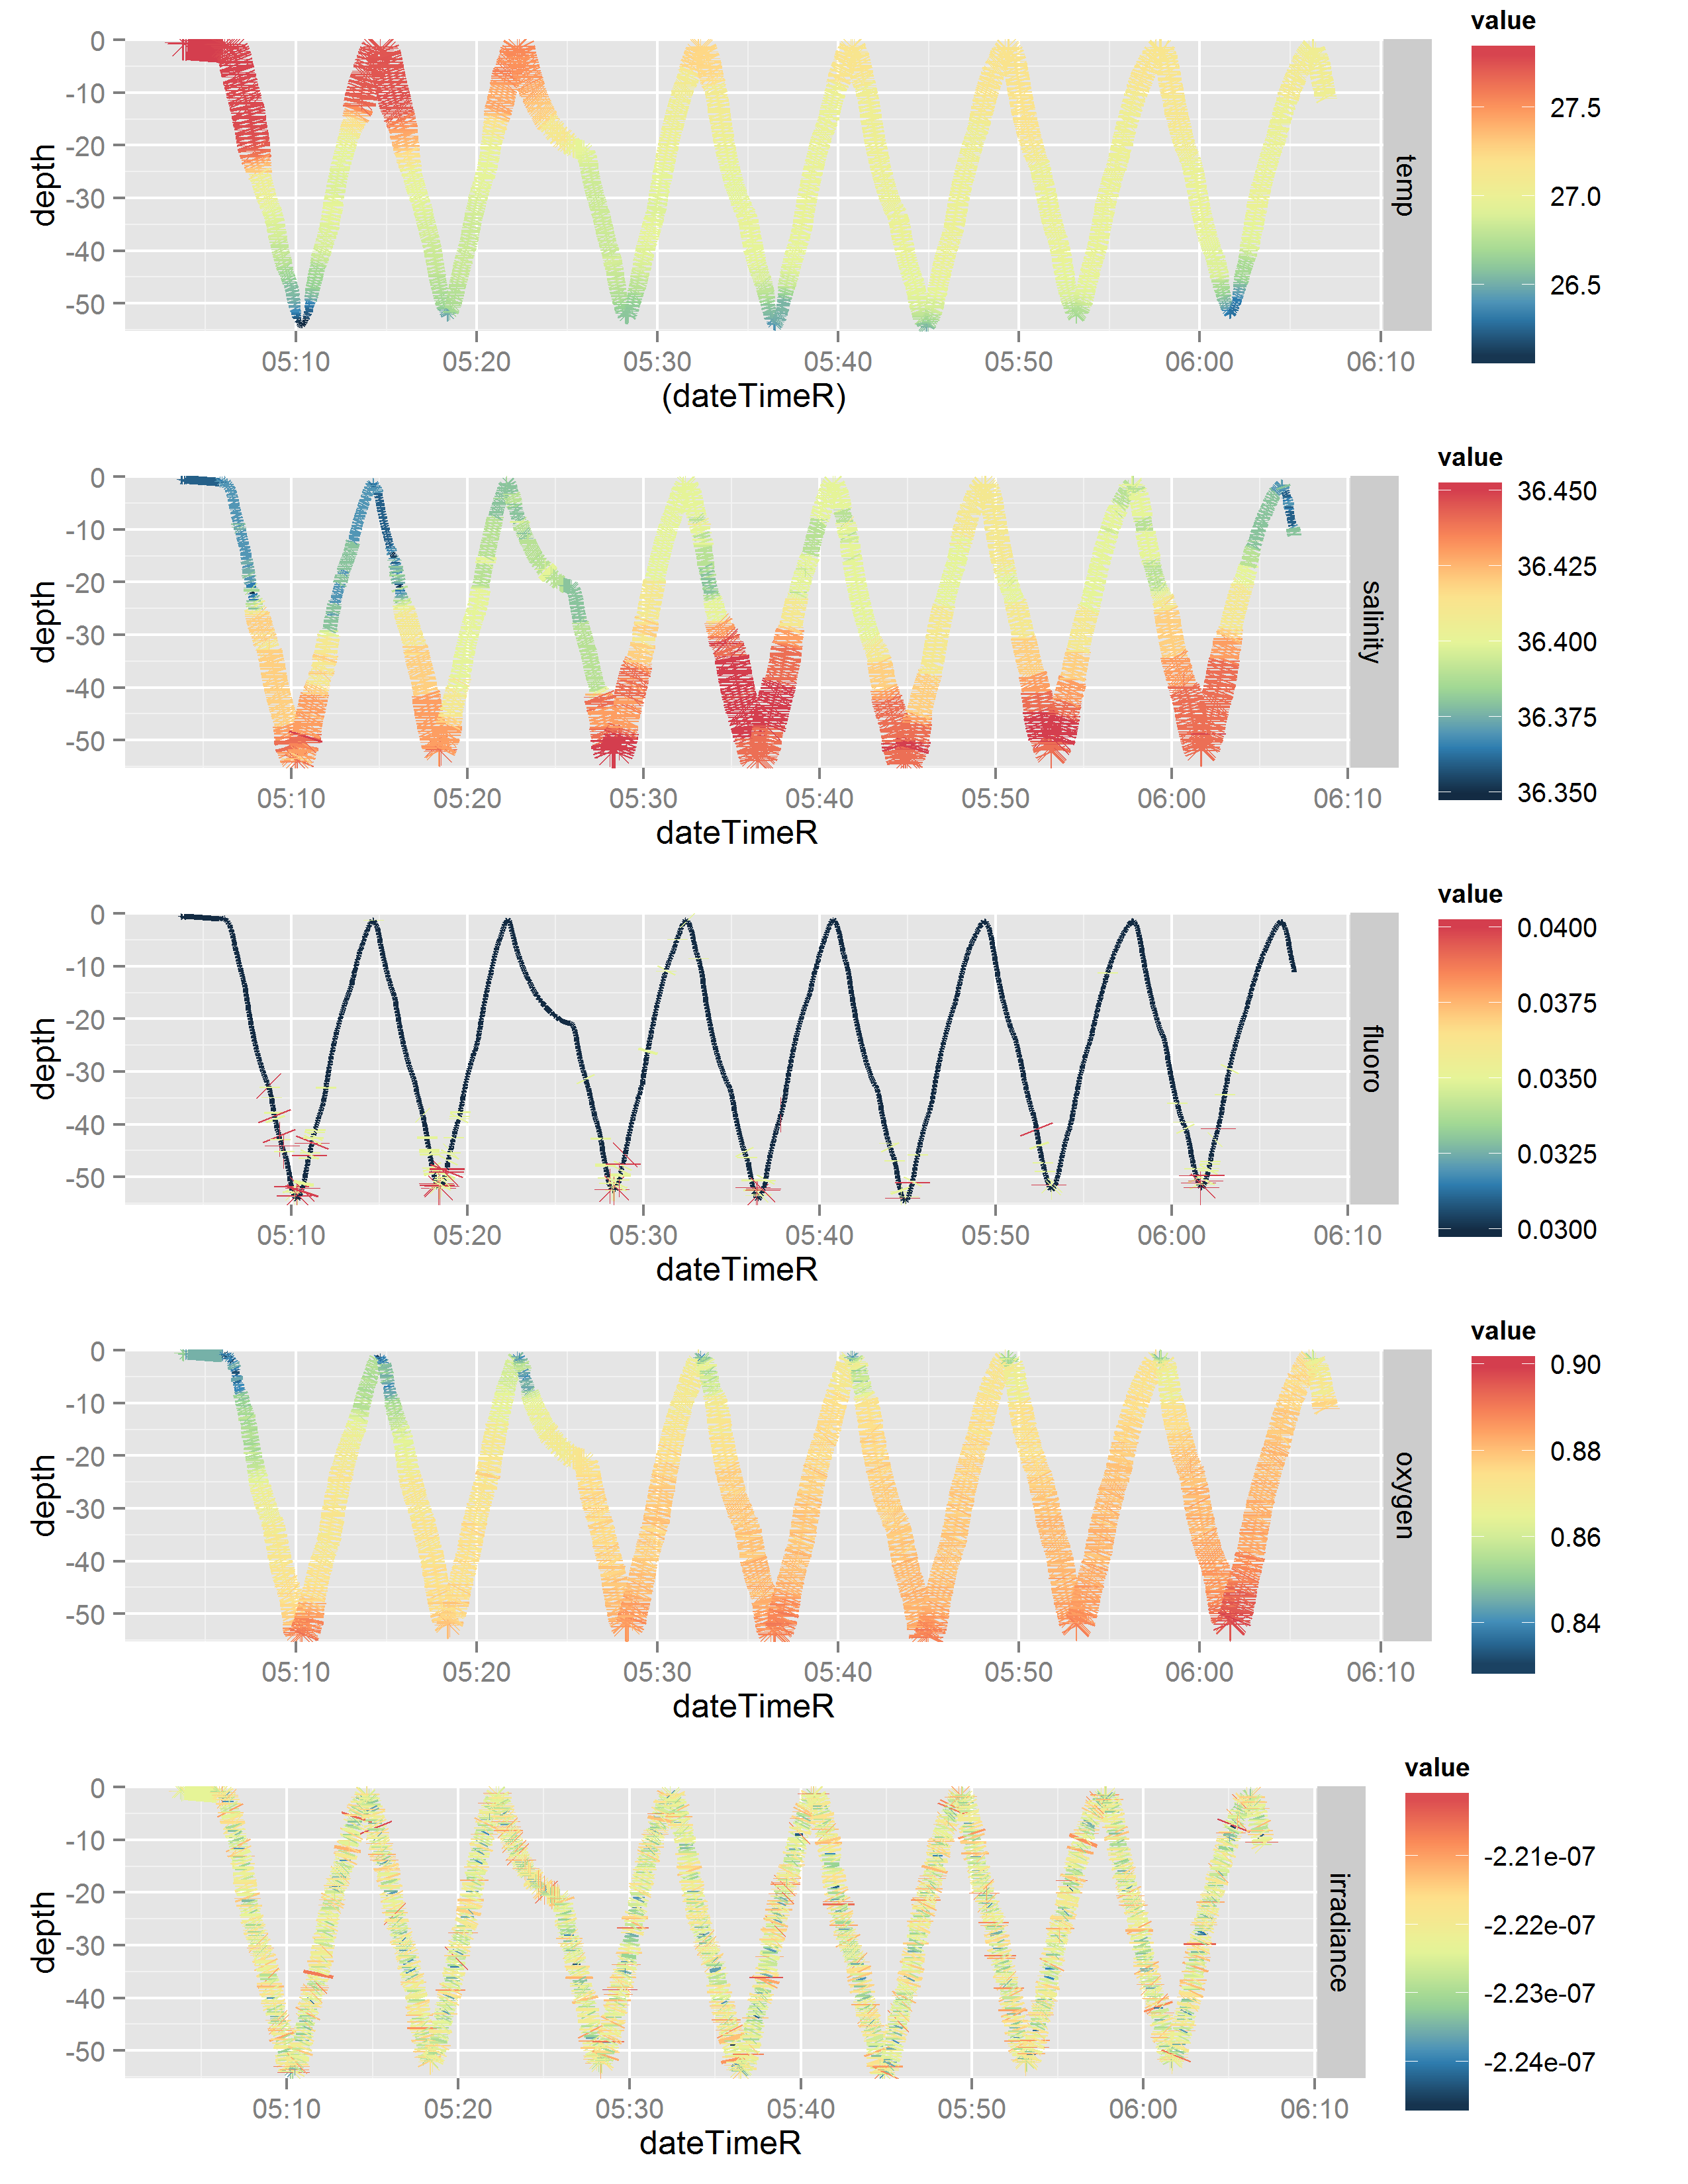 value
0
-10
-20
-30
-40
-50
depth
temp
27.5
27.0
26.5
05:10 05:20 05:30 05:40 05:50 06:00 06:10
(dateTimeR)
value
0
-10
-20
-30
-40
-50
depth
salinity
36.450
36.425
36.400
36.375
36.350
05:10 05:20 05:30 05:40 05:50 06:00 06:10
dateTimeR
value
0
-10
-20
-30
-40
-50
depth
fluoro
0.0400
0.0375
0.0350
0.0325
0.0300
05:10 05:20 05:30 05:40 05:50 06:00 06:10
dateTimeR
value
0
-10
-20
-30
-40
-50
depth
oxygen
0.90
0.88
0.86
0.84
05:10 05:20 05:30 05:40 05:50 06:00 06:10
dateTimeR
value
0
-10
-20
-30
-40
-50
depth
irradiance
-2.21e-07
-2.22e-07
-2.23e-07
-2.24e-07
05:10 05:20 05:30 05:40 05:50 06:00 06:10
dateTimeR